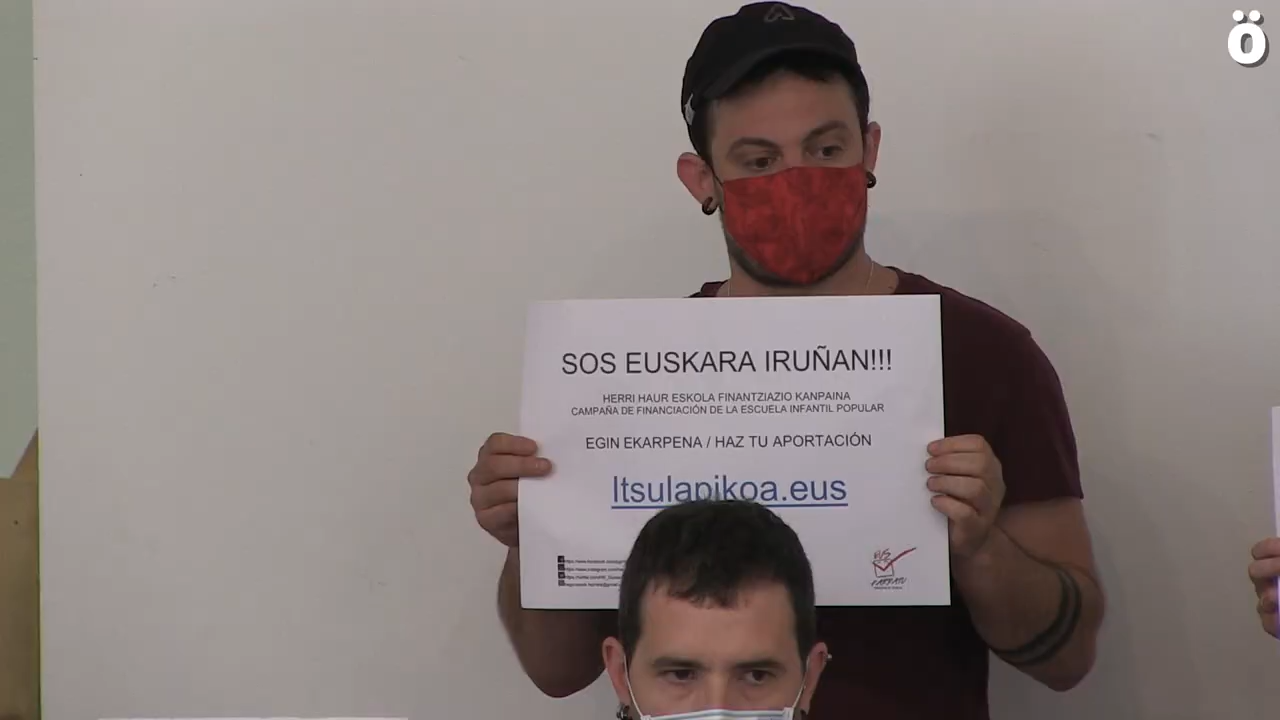 Ö
SOS EUSKARA IRUÑAN!!!
HERRI HAUR ESKOLA FINANTZIAZIO KANPAINA
CAMPAÑA DE FINANCIACIÓN DE LA ESCUELA INFANTIL POPULAR
EGIN EKARPENA / HAZ TU APORTACIÓN
Itsulapikoa.eus